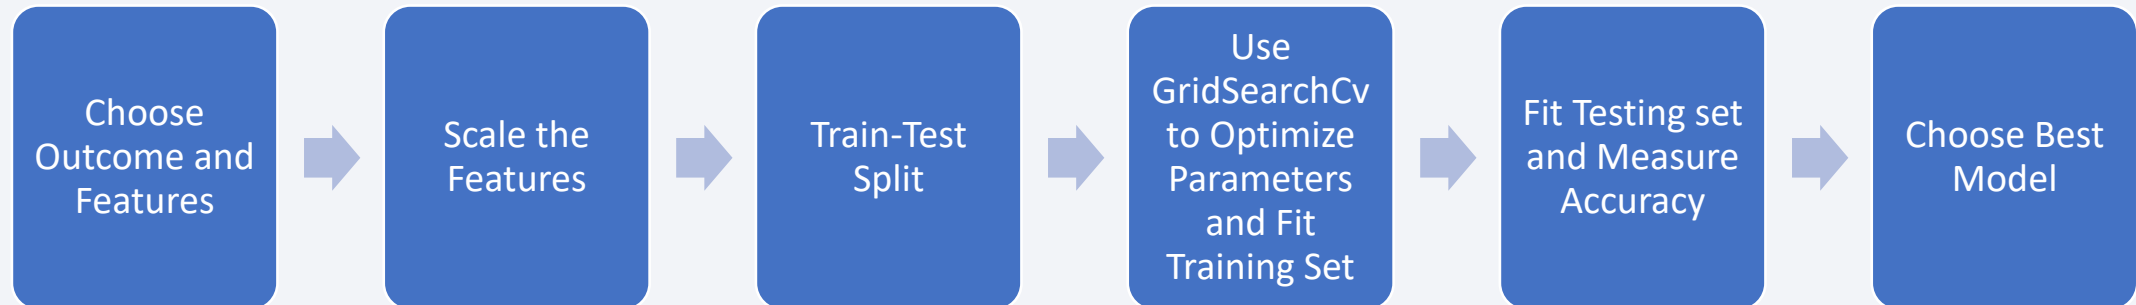 Choose
Outcome and
Features
Scale the
Features
Train-Test
Split
Use
GridSearchCv
to Optimize
Parameters
and Fit
Training Set
Fit Testing set
and Measure
Accuracy
Choose Best
Model